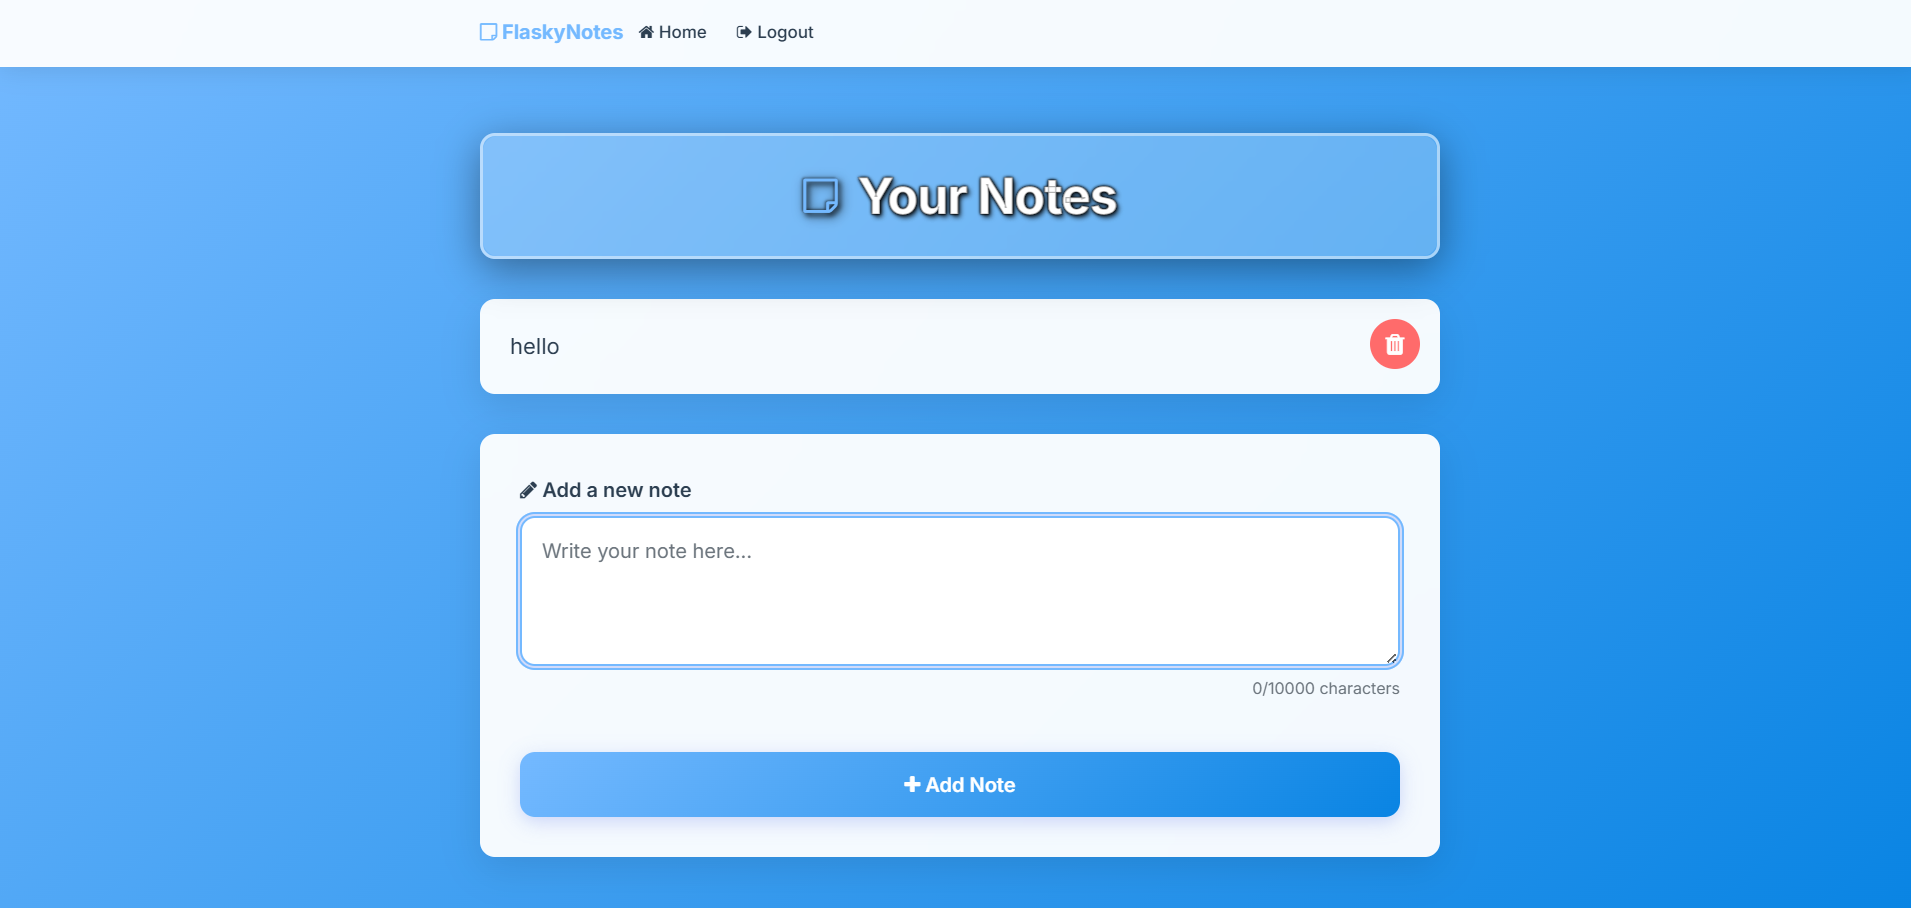 FlaskyNotes Home Logout
Your Notes
hello
Add a new note
Write your note here...
0/10000 characters
Add Note